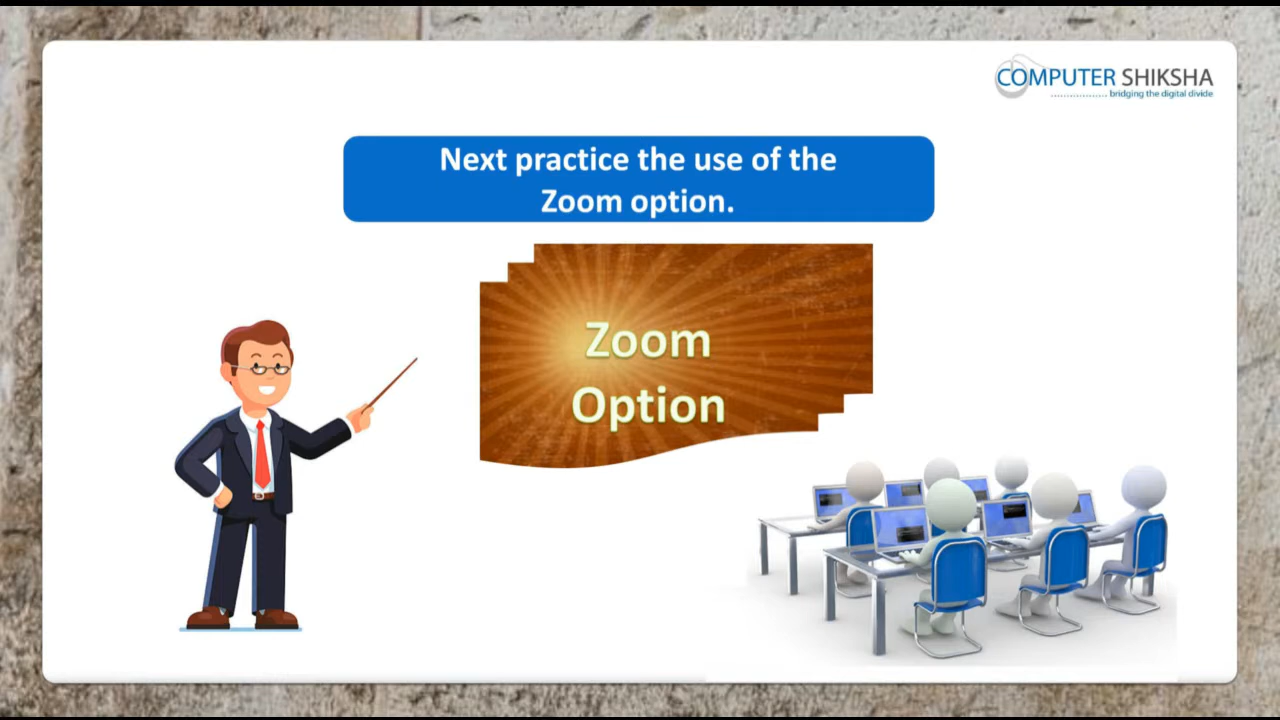 COMPUTER SHIKSHA
bridging the digital divide
Next practice the use of the
Zoom option.
Zoom
Option